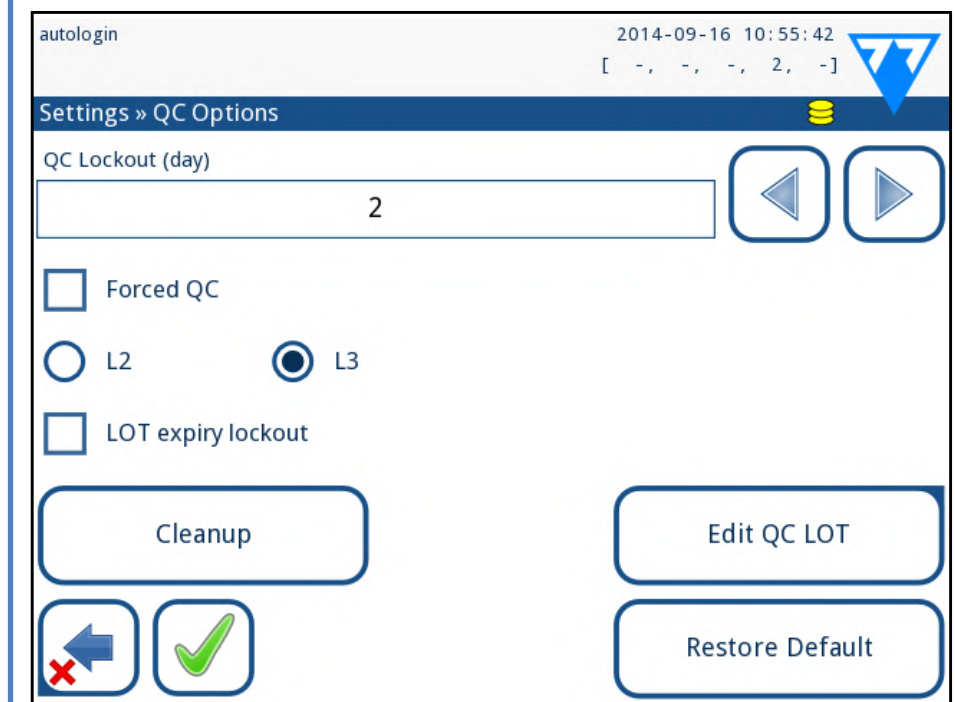 autologin 2014-09-16 10:55:42
[ -, -, -, 2, -]
Settings » QC Options
QC Lockout (day)
2
Forced QC
L2 L3
LOT expiry lockout
Cleanup Edit QC LOT
Restore Default